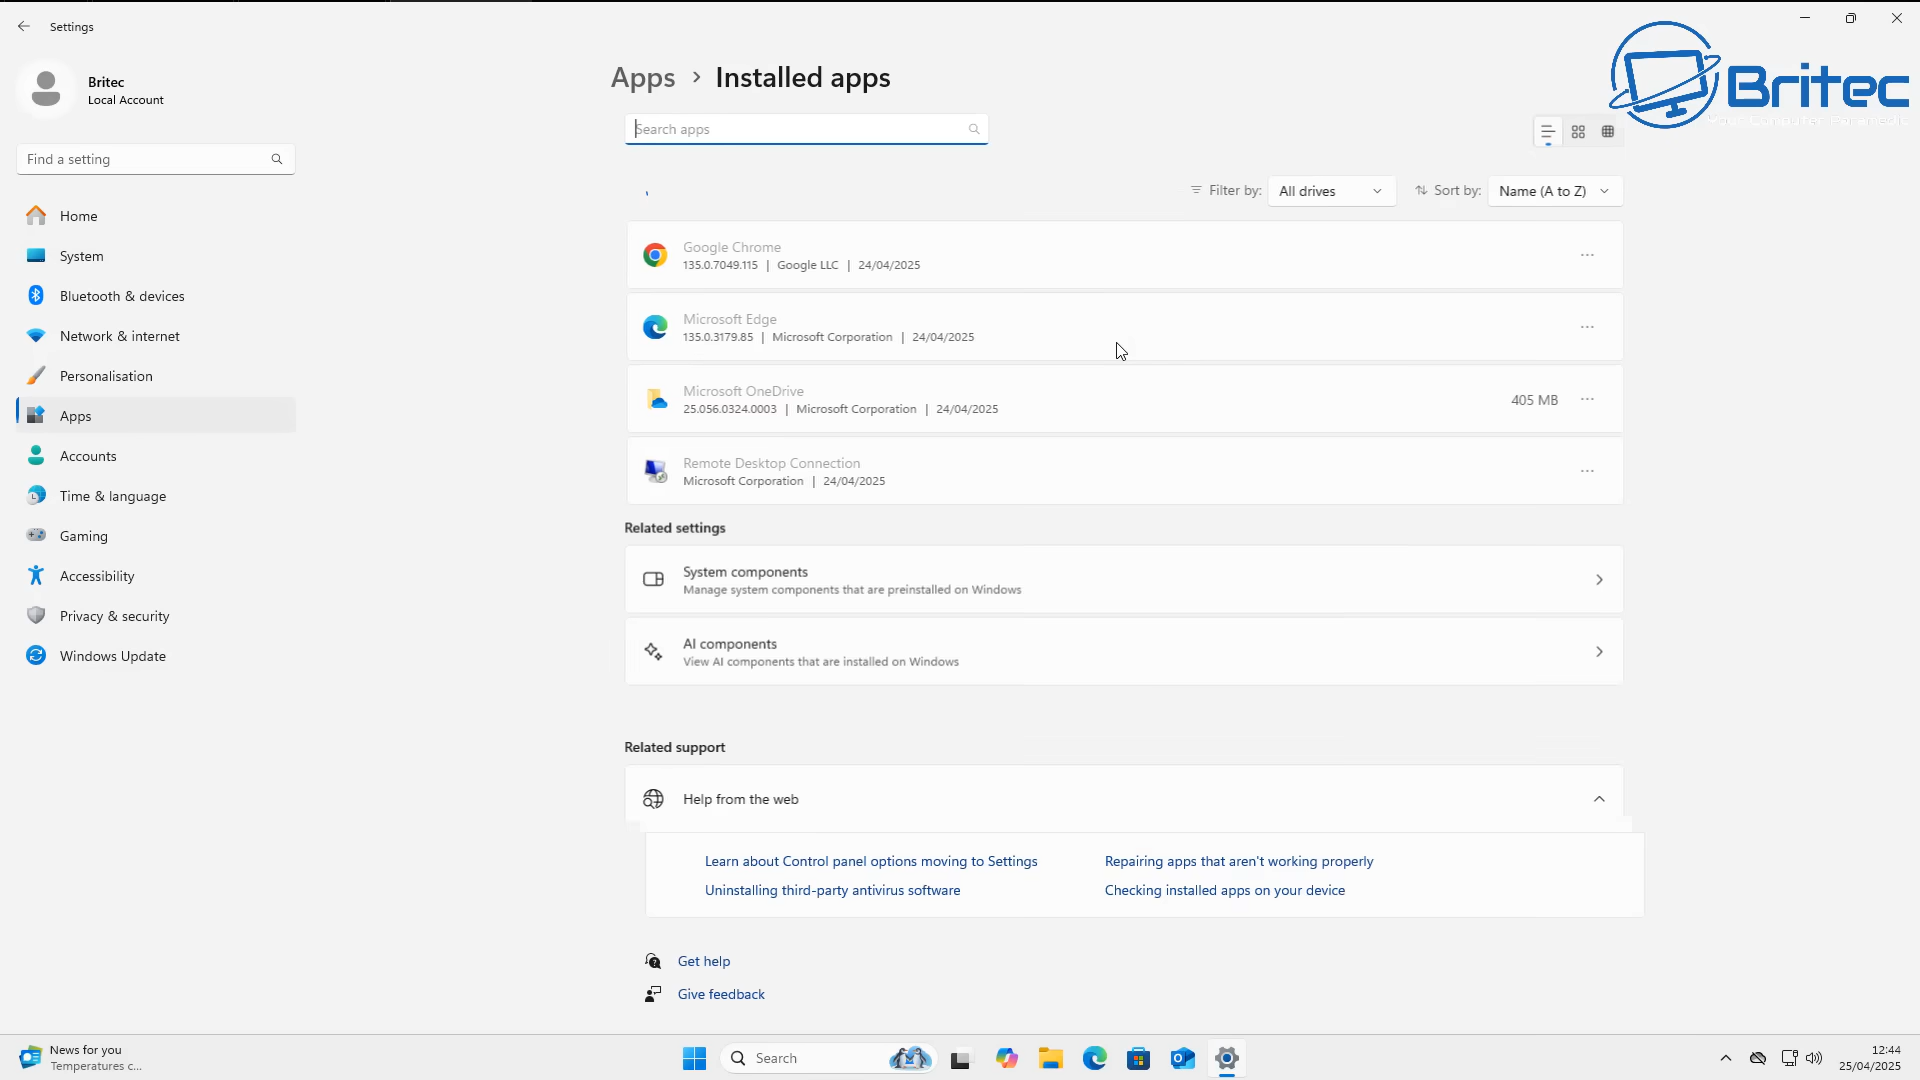 Settings
Britec
Local Account
Find a setting
Home
System
Bluetooth & devices
Network & internet
Personalisation
Apps
Accounts
Time & language
Gaming
Accessibility
Privacy & security
Windows Update
Apps > Installed apps
Britec
Search apps
Filter by: All drives
Sort by: Name (A to Z)
Google Chrome
135.0.7049.115 | Google LLC | 24/04/2025
Microsoft Edge
135.0.3179.85 | Microsoft Corporation | 24/04/2025
Microsoft OneDrive
25.056.0324.0003 | Microsoft Corporation | 24/04/2025
405 MB
Remote Desktop Connection
Microsoft Corporation | 24/04/2025
Related settings
System components
Manage system components that are preinstalled on Windows
AI components
View AI components that are installed on Windows
Related support
Help from the web
Learn about Control panel options moving to Settings
Repairing apps that aren't working properly
Uninstalling third-party antivirus software
Checking installed apps on your device
Get help
Give feedback
News for you
Temperatures c...
Search
12:44
25/04/2025